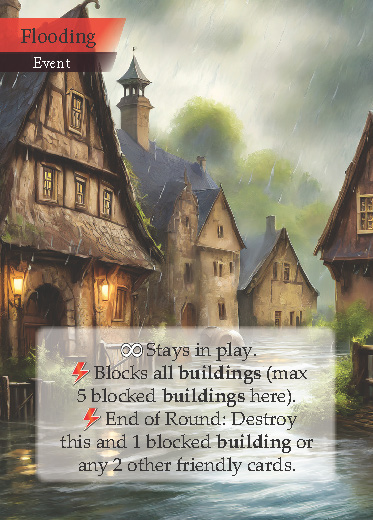 Flooding
Event
∞ Stays in play.
Blocks all buildings (max
5 blocked buildings here).
End of Round: Destroy
this and 1 blocked building or
any 2 other friendly cards.